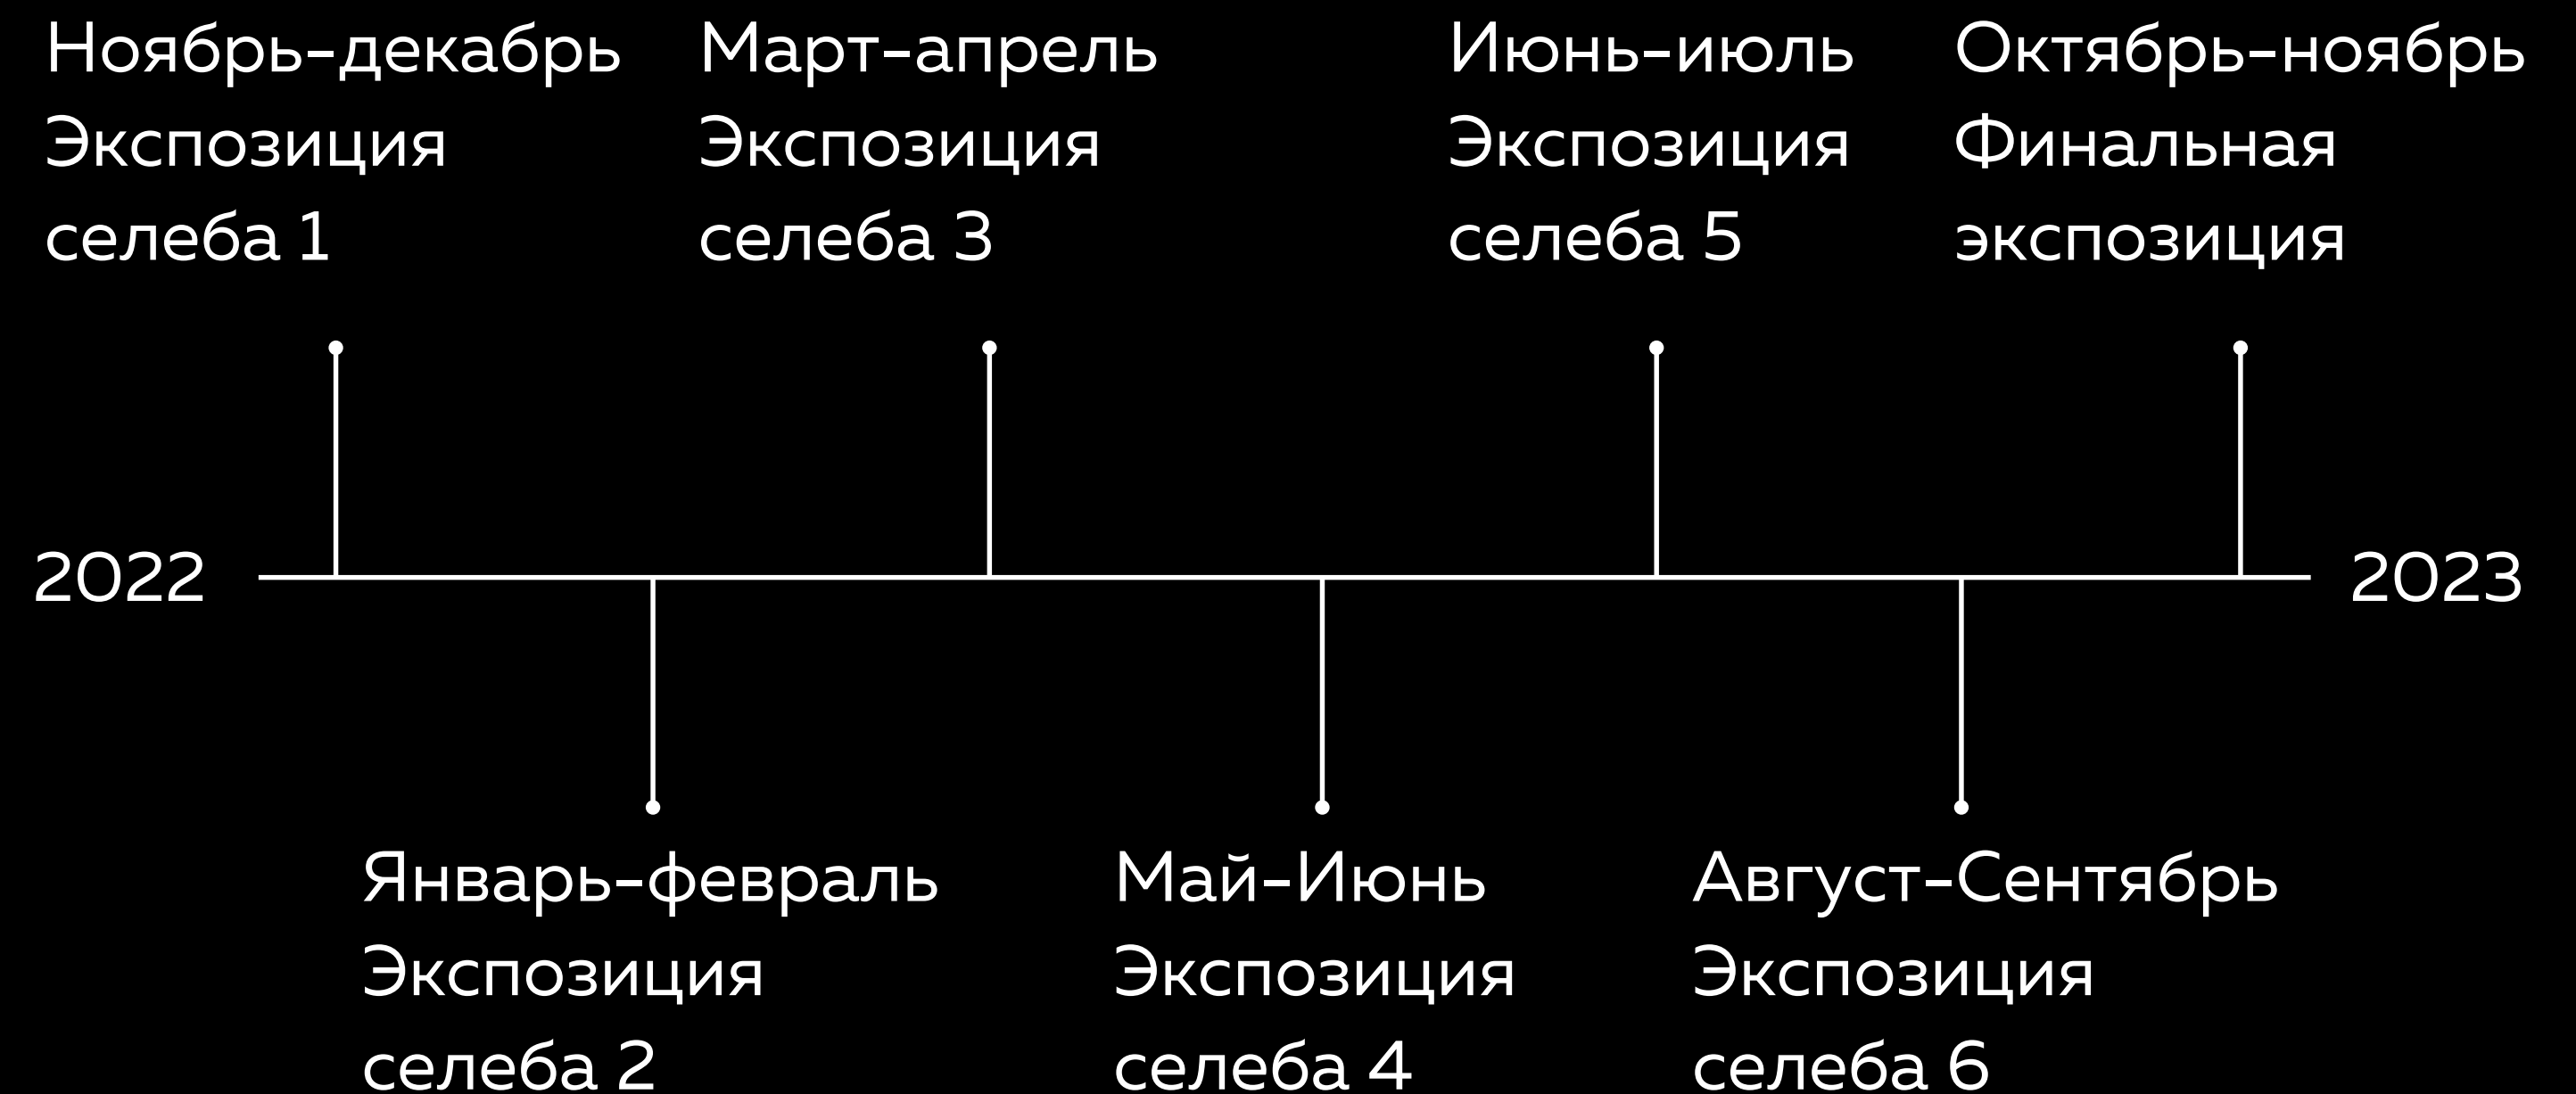 Ноябрь-декабрь
Экспозиция
селеба 1
Март-апрель
Экспозиция
селеба 3
Июнь-июль
Экспозиция
селеба 5
Октябрь-ноябрь
Финальная
экспозиция
2022
2023
Январь-февраль
Экспозиция
селеба 2
Май-Июнь
Экспозиция
селеба 4
Август-Сентябрь
Экспозиция
селеба 6